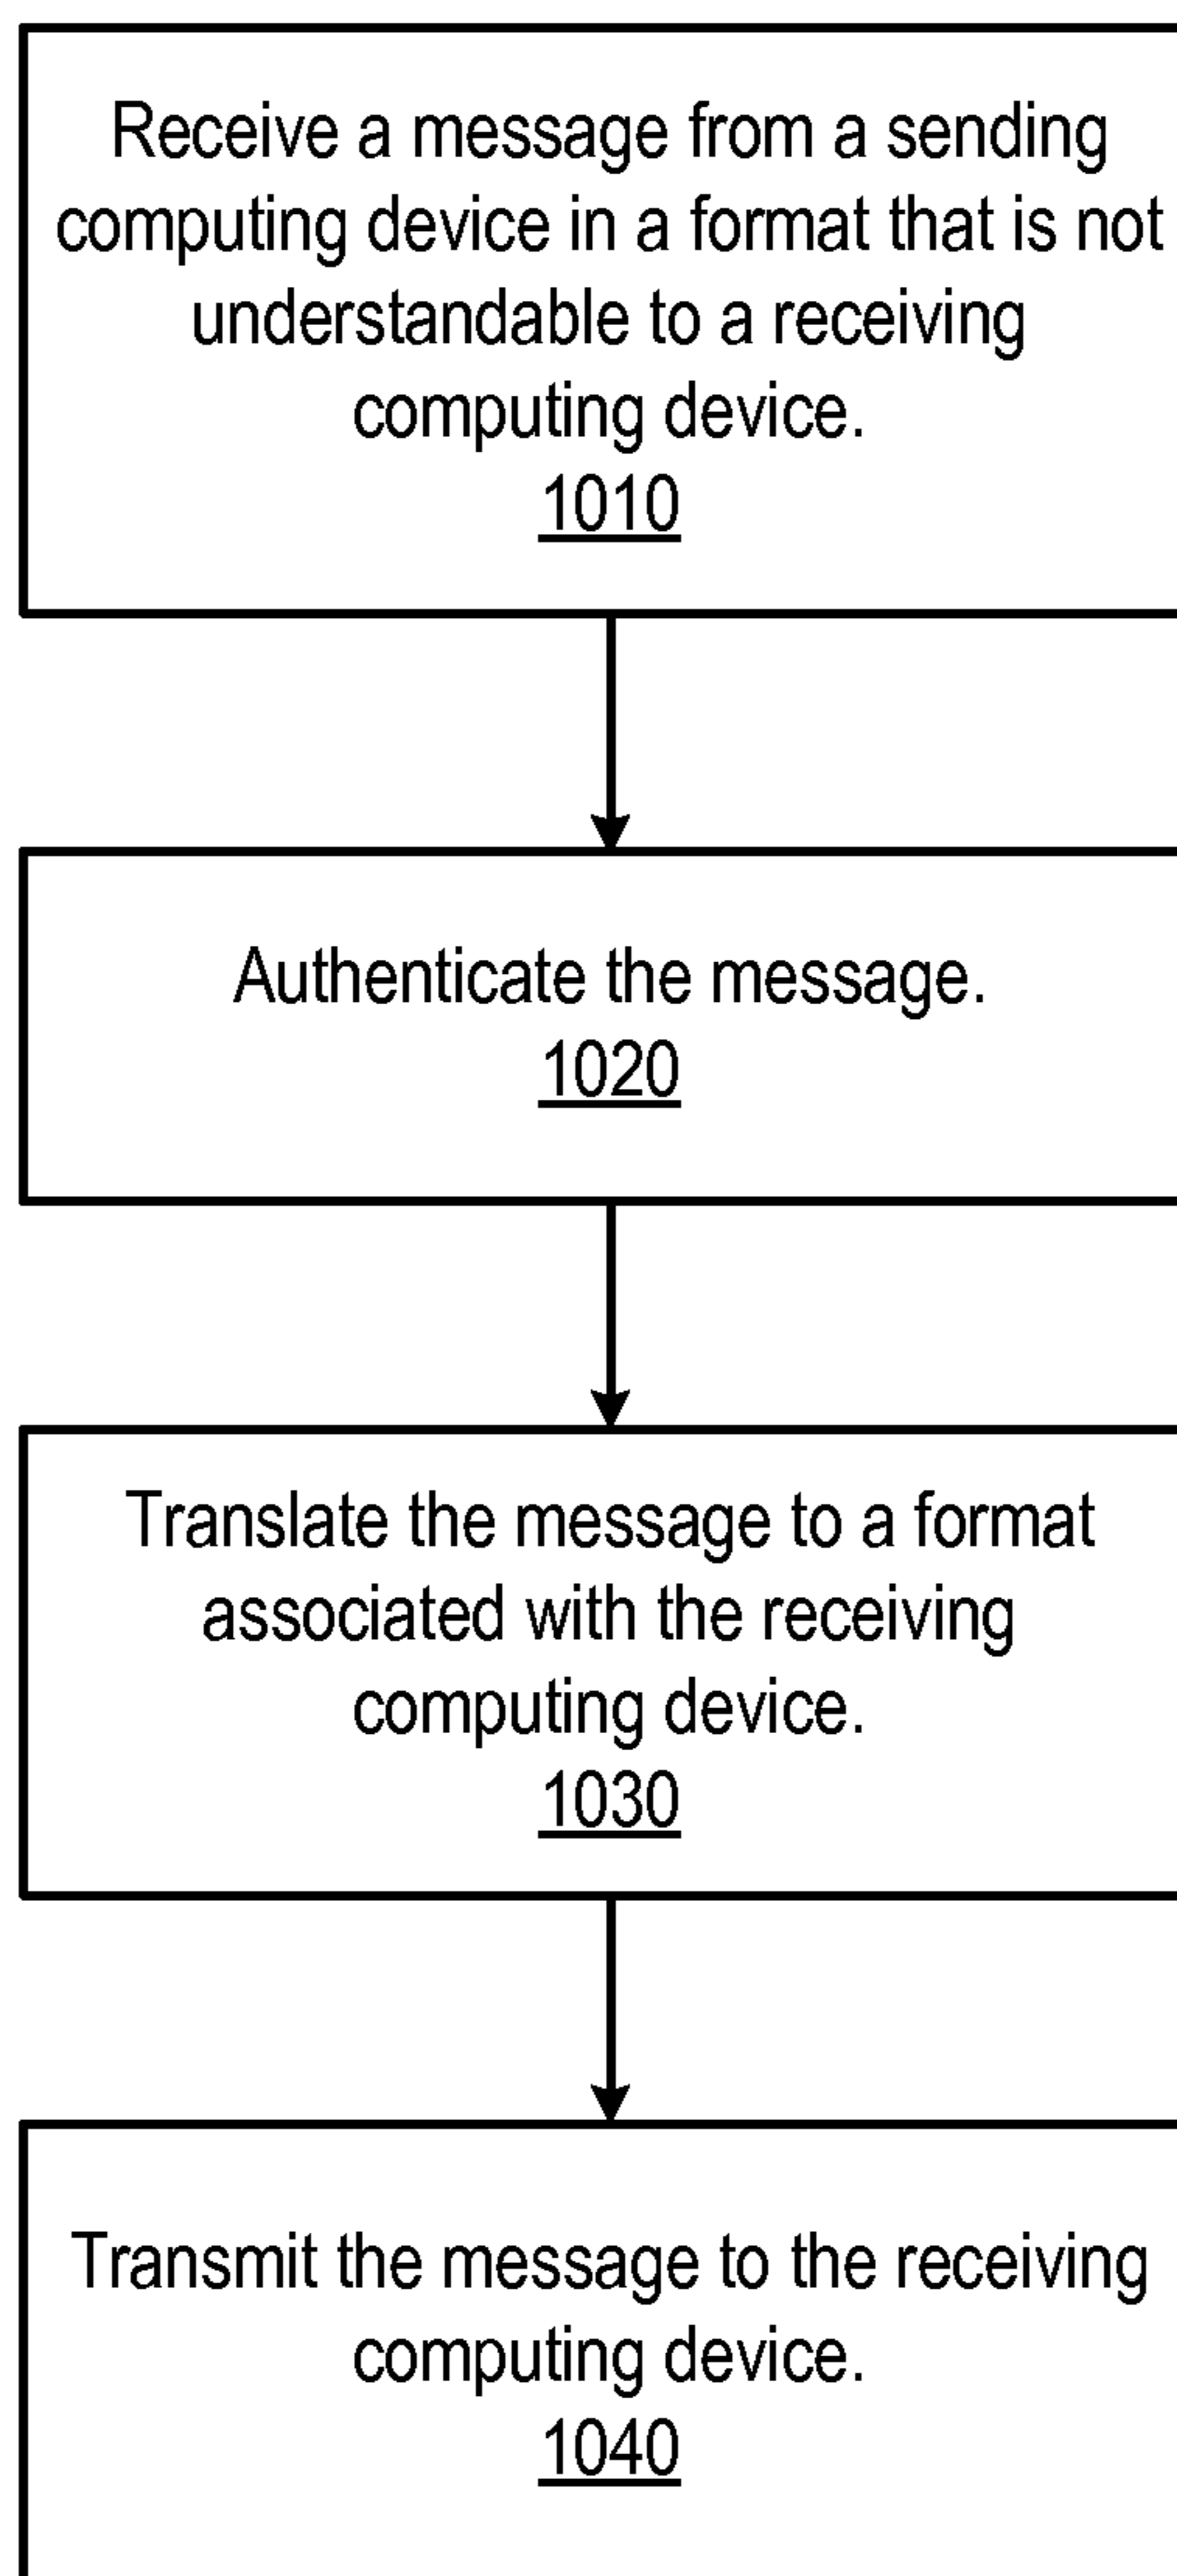 Receive a message from a sending
computing device in a format that is not
understandable to a receiving
computing device.
1010
Authenticate the message.
1020
Translate the message to a format
associated with the receiving
computing device.
1030
Transmit the message to the receiving
computing device.
1040